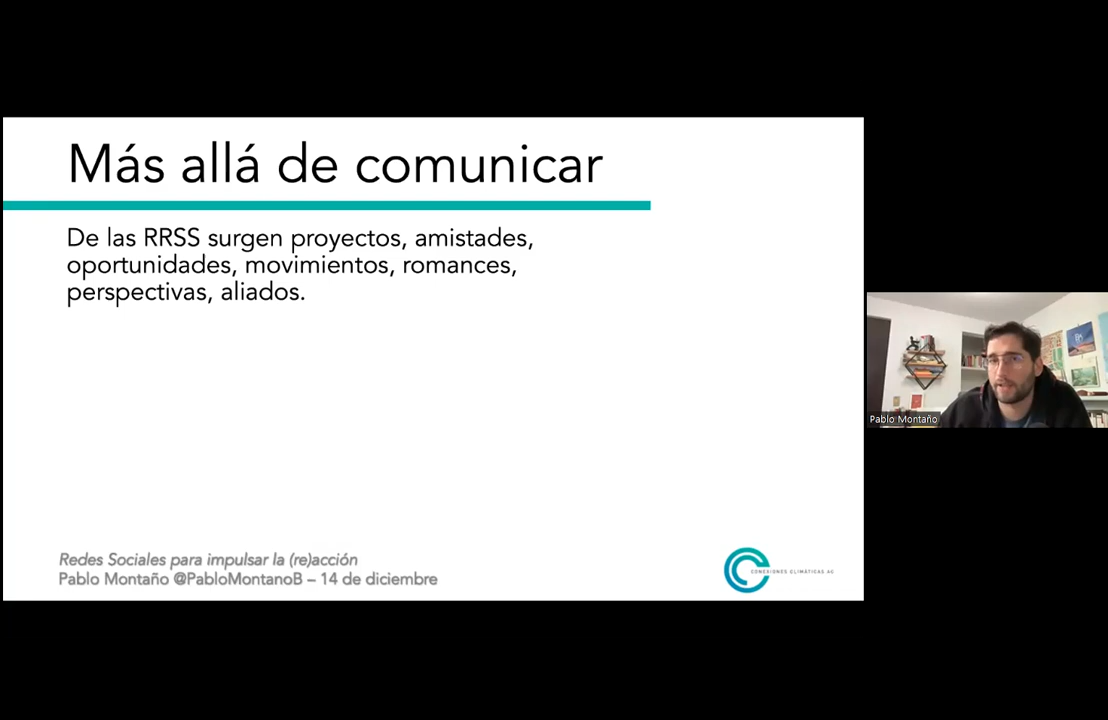 Más allá de comunicar
De las RRSS surgen proyectos, amistades,
oportunidades, movimientos, romances,
perspectivas, aliados.
Redes Sociales para impulsar la (re)acción
Pablo Montaño @PabloMontanoB – 14 de diciembre
CONEXIONES CLIMÁTICAS AC
Pablo Montaño